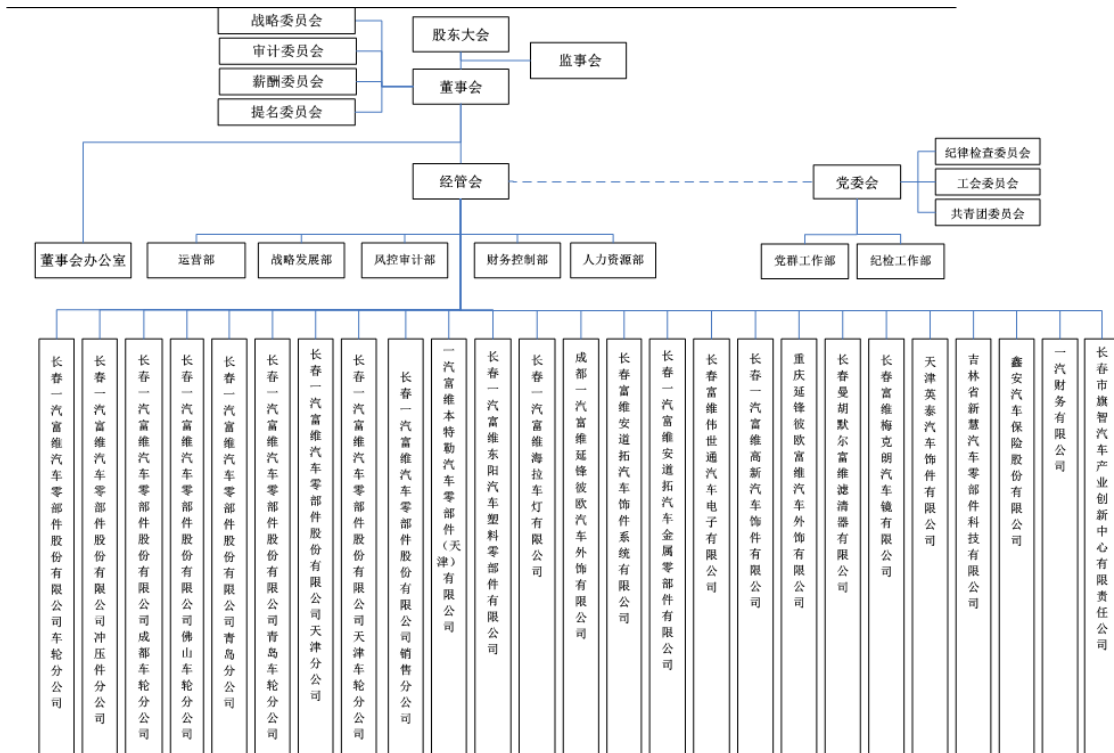 战略委员会
审计委员会
薪酬委员会
提名委员会
股东大会
监事会
董事会
经管会
党委会
纪律检查委员会
工会委员会
共青团委员会
董事会办公室
运营部
战略发展部
风控审计部
财务控制部
人力资源部
党群工作部
纪检工作部
长春一汽富维汽车零部件股份有限公司车轮分公司
长春一汽富维汽车零部件股份有限公司冲压件分公司
长春一汽富维汽车零部件股份有限公司成都车轮分公司
长春一汽富维汽车零部件股份有限公司佛山车轮分公司
长春一汽富维汽车零部件股份有限公司青岛分公司
长春一汽富维汽车零部件股份有限公司青岛车轮分公司
长春一汽富维汽车零部件股份有限公司天津分公司
长春一汽富维汽车零部件股份有限公司天津车轮分公司
长春一汽富维汽车零部件股份有限公司销售分公司
一汽富维本特勒汽车零部件（天津）有限公司
长春一汽富维东阳汽车塑料零部件有限公司
长春一汽富维海拉车灯有限公司
成都一汽富维延锋彼欧汽车外饰有限公司
长春富维安道拓汽车饰件系统有限公司
长春一汽富维安道拓汽车金属零部件有限公司
长春富维伟世通汽车电子有限公司
长春一汽富维高新汽车饰件有限公司
重庆延锋彼欧富维汽车外饰有限公司
长春曼胡默尔富维滤清器有限公司
长春富维梅克朗汽车镜有限公司
天津英泰汽车饰件有限公司
吉林省新慧汽车零部件科技有限公司
鑫安汽车保险股份有限公司
一汽财务有限公司
长春市旗智汽车产业创新中心有限责任公司